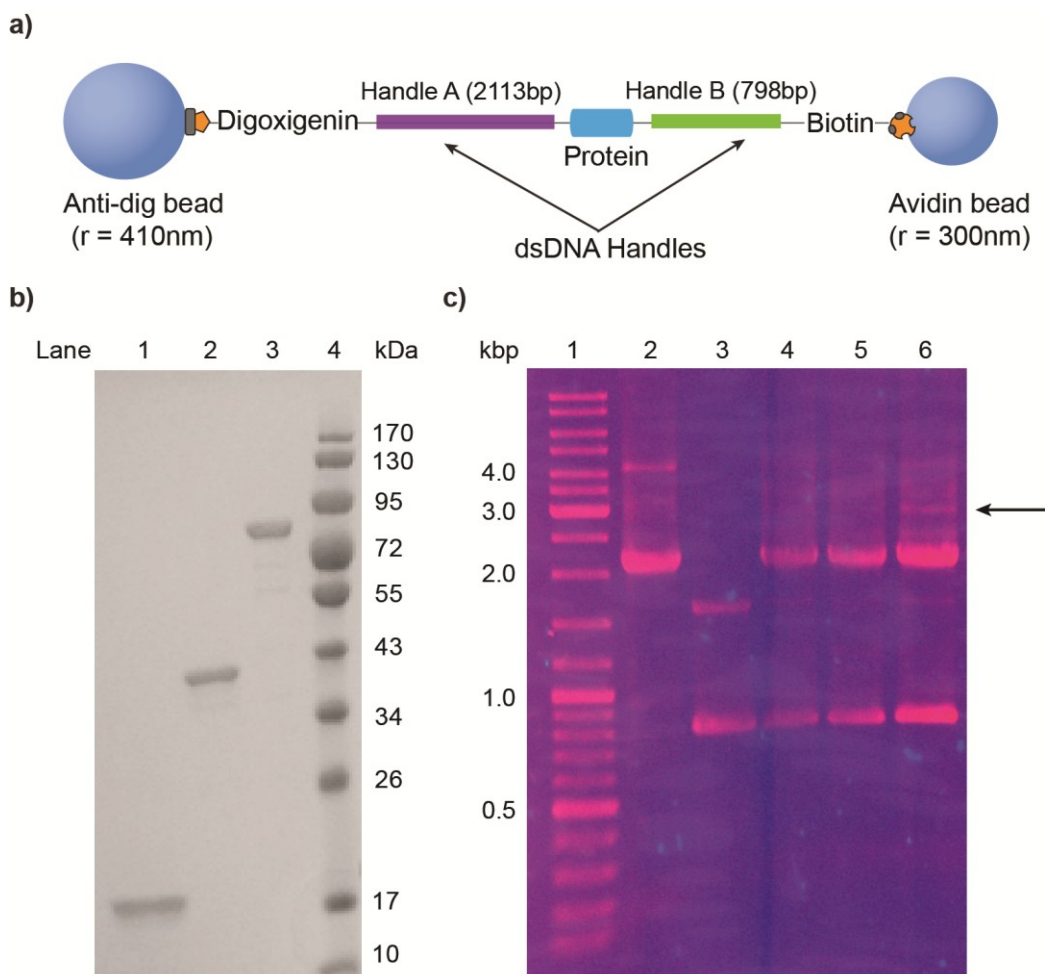 a)
Handle A (2113bp)
Handle B (798bp)
Digoxigenin
Biotin
Protein
Anti-dig bead
(r = 410nm)
Avidin bead
(r = 300nm)
dsDNA Handles
b)
Lane 1 2 3 4 kDa
170
130
95
72
55
43
34
26
17
10
c)
kbp 1 2 3 4 5 6
4.0
3.0
2.0
1.0
0.5